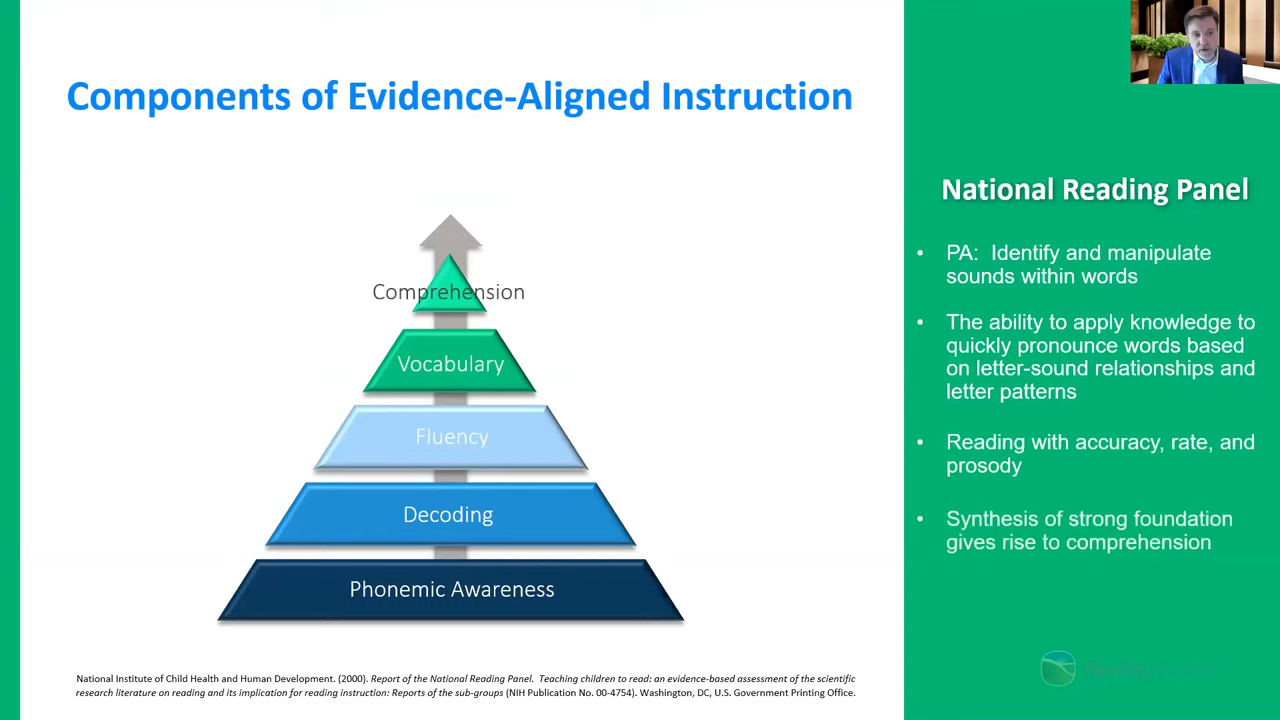 Components of Evidence-Aligned Instruction
Comprehension
Vocabulary
Fluency
Decoding
Phonemic Awareness
National Institute of Child Health and Human Development. (2000). Report of the National Reading Panel. Teaching children to read: an evidence-based assessment of the scientific
research literature on reading and its implication for reading instruction: Reports of the sub-groups (NIH Publication No. 00-4754). Washington, DC, U.S. Government Printing Office.
National Reading Panel
• PA: Identify and manipulate
sounds within words
• The ability to apply knowledge to
quickly pronounce words based
on letter-sound relationships and
letter patterns
• Reading with accuracy, rate, and
prosody
• Synthesis of strong foundation
gives rise to comprehension